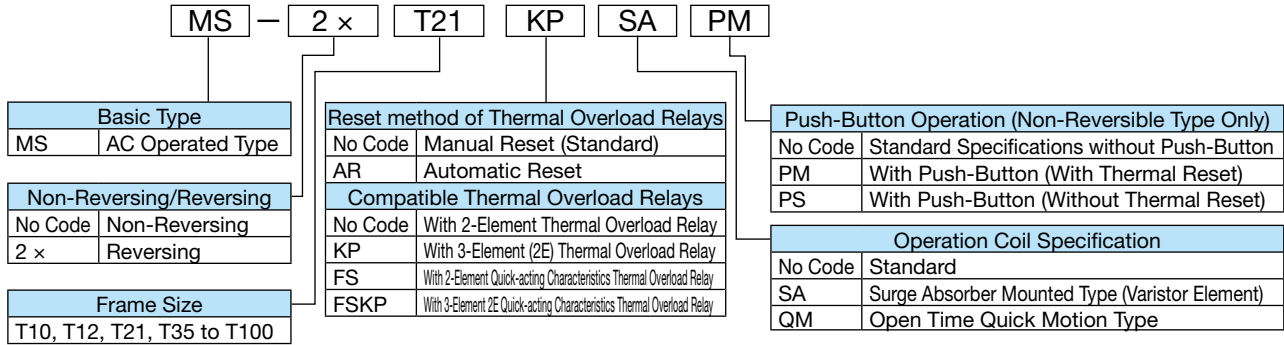 MS — 2 × T21 KP SA PM
Basic Type
MS AC Operated Type
Non-Reversing/Reversing
No Code Non-Reversing
2 × Reversing
Frame Size
T10, T12, T21, T35 to T100
Reset method of Thermal Overload Relays
No Code Manual Reset (Standard)
AR Automatic Reset
Compatible Thermal Overload Relays
No Code With 2-Element Thermal Overload Relay
KP With 3-Element (2E) Thermal Overload Relay
FS With 2-Element Quick-acting Characteristics Thermal Overload Relay
FSKP With 3-Element 2E Quick-acting Characteristics Thermal Overload Relay
Push-Button Operation (Non-Reversible Type Only)
No Code Standard Specifications without Push-Button
PM With Push-Button (With Thermal Reset)
PS With Push-Button (Without Thermal Reset)
Operation Coil Specification
No Code Standard
SA Surge Absorber Mounted Type (Varistor Element)
QM Open Time Quick Motion Type